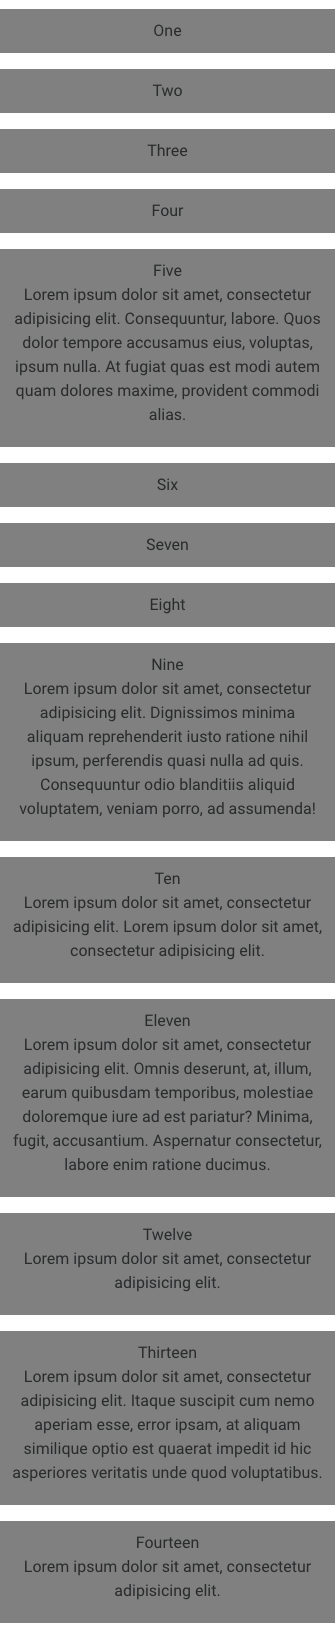 One
Two
Three
Four
Five
Lorem ipsum dolor sit amet, consectetur
adipisicing elit. Consequuntur, labore. Quos
dolor tempore accusamus eius, voluptas,
ipsum nulla. At fugiat quas est modi autem
quam dolores maxime, provident commodi
alias.
Six
Seven
Eight
Nine
Lorem ipsum dolor sit amet, consectetur
adipisicing elit. Dignissimos minima
aliquam reprehenderit iusto ratione nihil
ipsum, perferendis quasi nulla ad quis.
Consequuntur odio blanditiis aliquid
voluptatem, veniam porro, ad assumenda!
Ten
Lorem ipsum dolor sit amet, consectetur
adipisicing elit. Lorem ipsum dolor sit amet,
consectetur adipisicing elit.
Eleven
Lorem ipsum dolor sit amet, consectetur
adipisicing elit. Omnis deserunt, at, illum,
earum quibusdam temporibus, molestiae
doloremque iure ad est pariatur? Minima,
fugit, accusantium. Aspernatur consectetur,
labore enim ratione ducimus.
Twelve
Lorem ipsum dolor sit amet, consectetur
adipisicing elit.
Thirteen
Lorem ipsum dolor sit amet, consectetur
adipisicing elit. Itaque suscipit cum nemo
aperiam esse, error ipsam, at aliquam
similique optio est quaerat impedit id hic
asperiores veritatis unde quod voluptatibus.
Fourteen
Lorem ipsum dolor sit amet, consectetur
adipisicing elit.